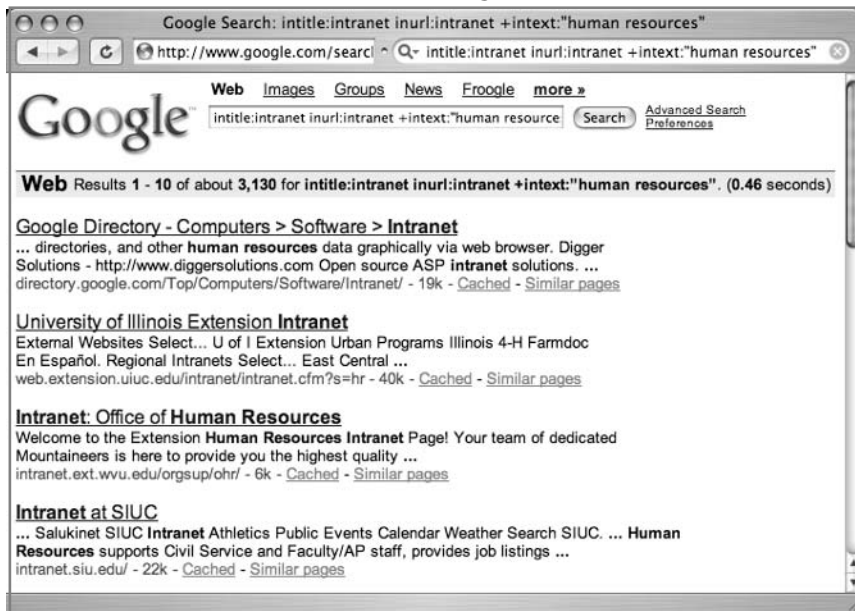 Google Search: intitle:intranet inurl:intranet +intext:"human resources"
http://www.google.com/searcl intitle:intranet inurl:intranet +intext:"human resources"
Web Images Groups News Froogle more »
Google™
intitle:intranet inurl:intranet +intext:"human resource Search Advanced Search
Preferences
Web Results 1 - 10 of about 3,130 for intitle:intranet inurl:intranet +intext:"human resources". (0.46 seconds)
Google Directory - Computers > Software > Intranet
... directories, and other human resources data graphically via web browser. Digger
Solutions - http://www.diggersolutions.com Open source ASP intranet solutions. ...
directory.google.com/Top/Computers/Software/Intranet/ - 19k - Cached - Similar pages
University of Illinois Extension Intranet
External Websites Select... U of I Extension Urban Programs Illinois 4-H Farmdoc
En Español. Regional Intranets Select... East Central ...
web.extension.uiuc.edu/intranet/intranet.cfm?s=hr - 40k - Cached - Similar pages
Intranet: Office of Human Resources
Welcome to the Extension Human Resources Intranet Page! Your team of dedicated
Mountaineers is here to provide you the highest quality ...
intranet.ext.wvu.edu/orgsup/ohr/ - 6k - Cached - Similar pages
Intranet at SIUC
... Salukinet SIUC Intranet Athletics Public Events Calendar Weather Search SIUC. ... Human
Resources supports Civil Service and Faculty/AP staff, provides job listings ...
intranet.siu.edu/ - 22k - Cached - Similar pages